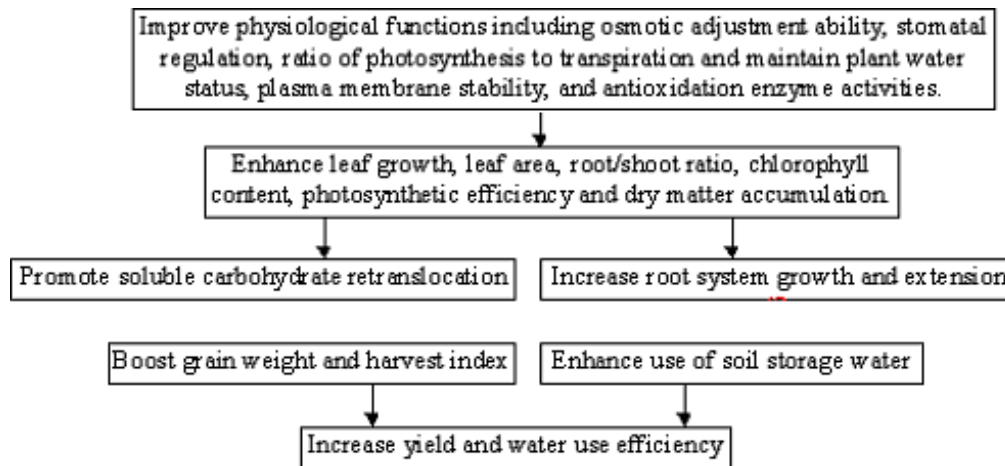 Improve physiological functions including osmotic adjustment ability, stomatal
regulation, ratio of photosynthesis to transpiration and maintain plant water
status, plasma membrane stability, and antioxidation enzyme activities.
Enhance leaf growth, leaf area, root/shoot ratio, chlorophyll
content, photosynthetic efficiency and dry matter accumulation.
Promote soluble carbohydrate retranslocation
Increase root system growth and extension
Boost grain weight and harvest index
Enhance use of soil storage water
Increase yield and water use efficiency